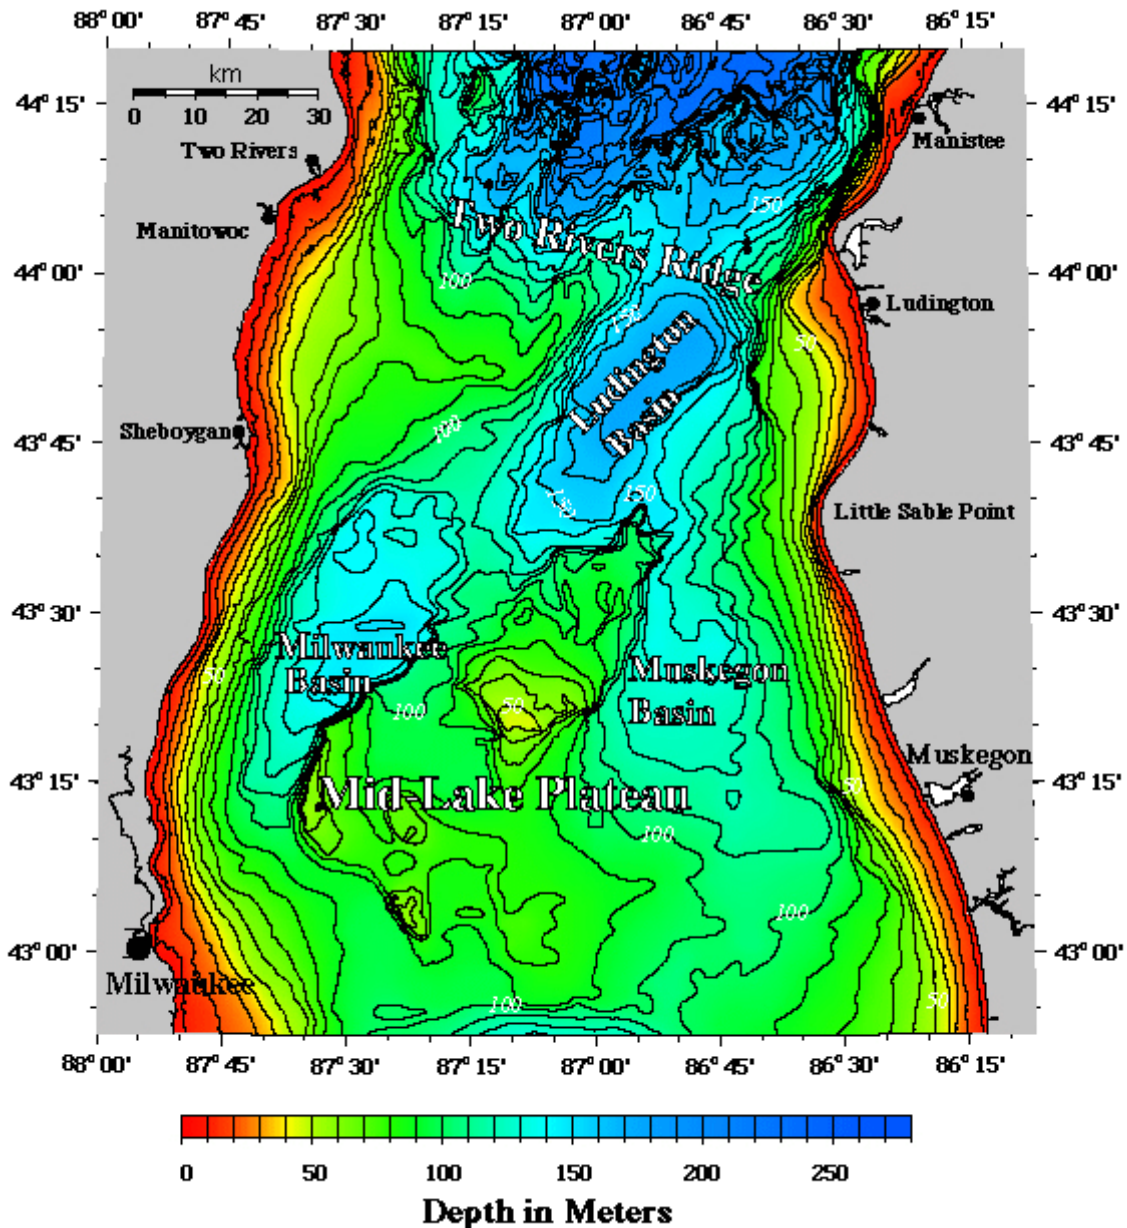 88° 00' 87° 45' 87° 30' 87° 15' 87° 00' 86° 45' 86° 30' 86° 15'
km
0 10 20 30
44° 15' 44° 15'
Manistee
Two Rivers
Manitowoc
150
Two Rivers Ridge
44° 00' 44° 00'
100
Ludington
150
50
Ludington
Basin
Sheboygan
100
43° 45' 43° 45'
150
150
Little Sable Point
43° 30' 43° 30'
Milwaukee
Basin
Muskegon
Basin
50
100
50
Muskegon
43° 15' 43° 15'
50
Mid-Lake Plateau
100
100
43° 00' 43° 00'
Milwaukee
100
50
88° 00' 87° 45' 87° 30' 87° 15' 87° 00' 86° 45' 86° 30' 86° 15'
0 50 100 150 200 250
Depth in Meters